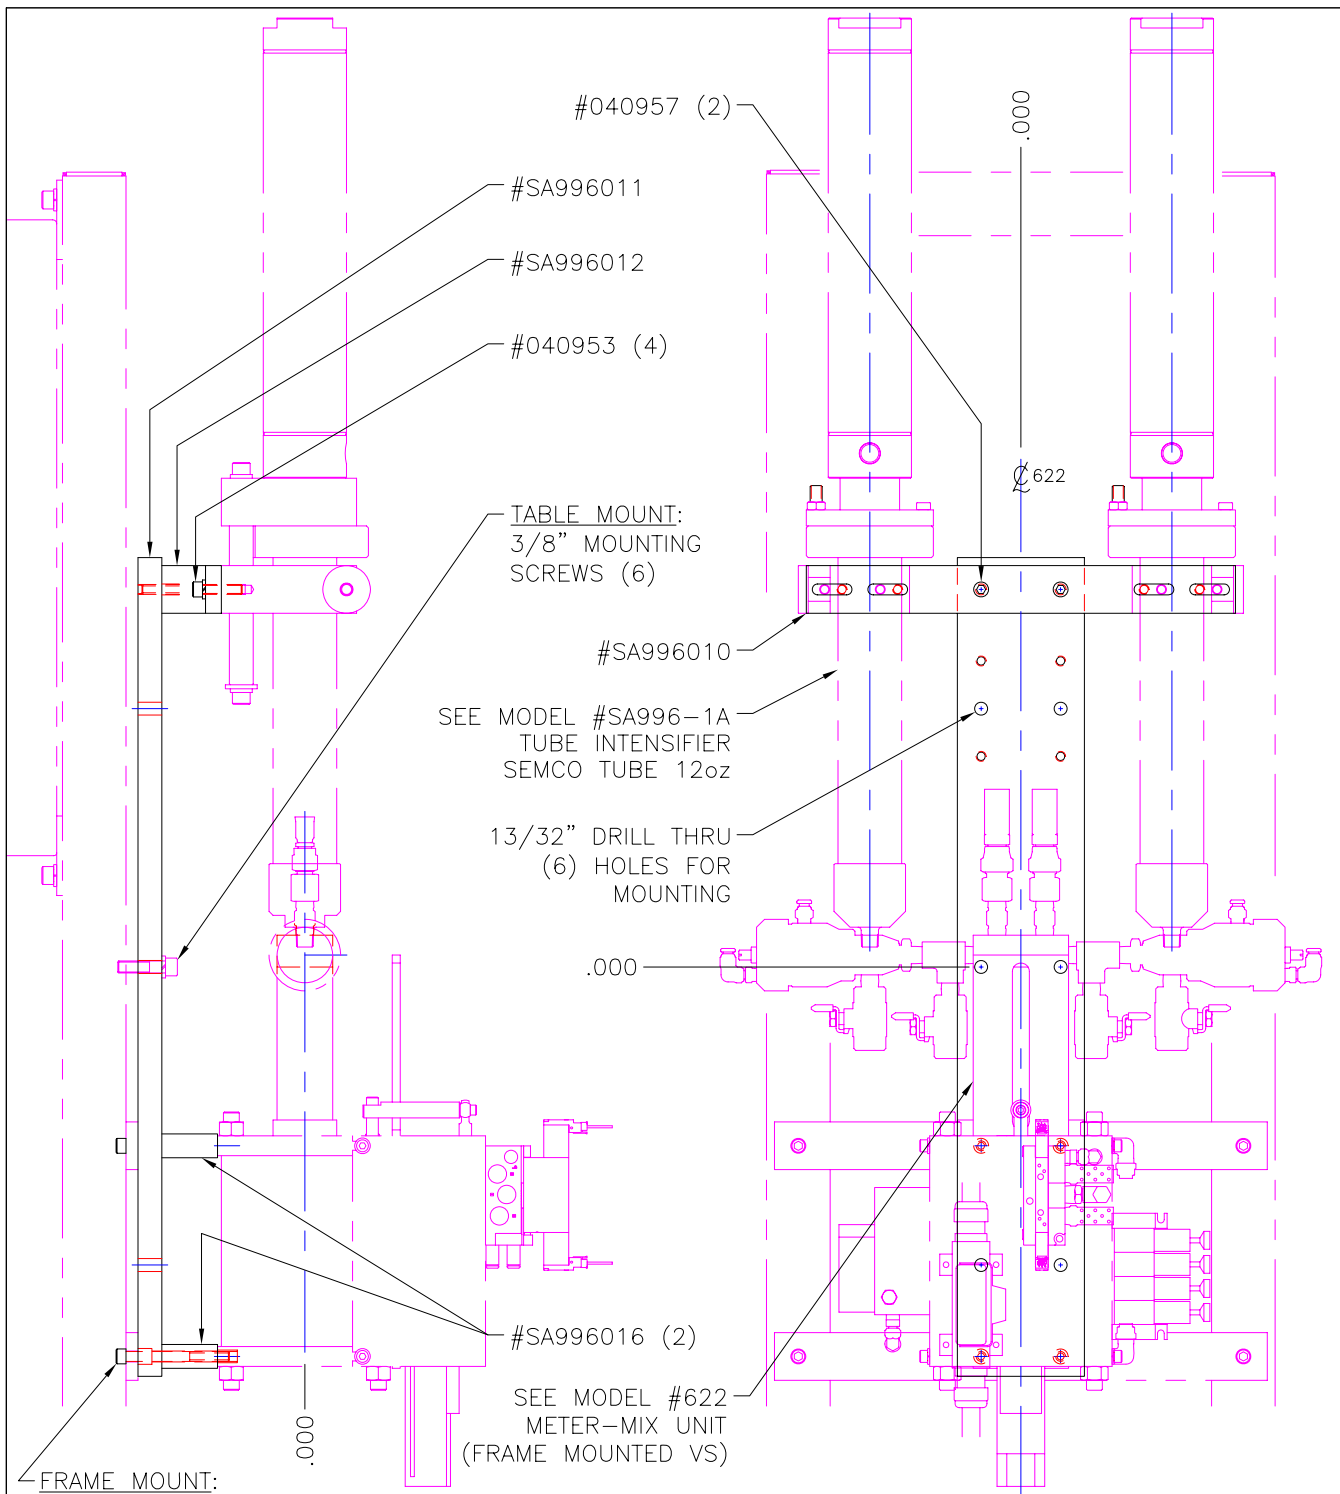 #040957 (2)
.000
#SA996011
#SA996012
#040953 (4)
℄ 622
TABLE MOUNT:
3/8" MOUNTING
SCREWS (6)
#SA996010
SEE MODEL #SA996-1A
TUBE INTENSIFIER
SEMCO TUBE 12oz
13/32" DRILL THRU
(6) HOLES FOR
MOUNTING
.000
#SA996016 (2)
SEE MODEL #622
METER-MIX UNIT
(FRAME MOUNTED VS)
.000
FRAME MOUNT: